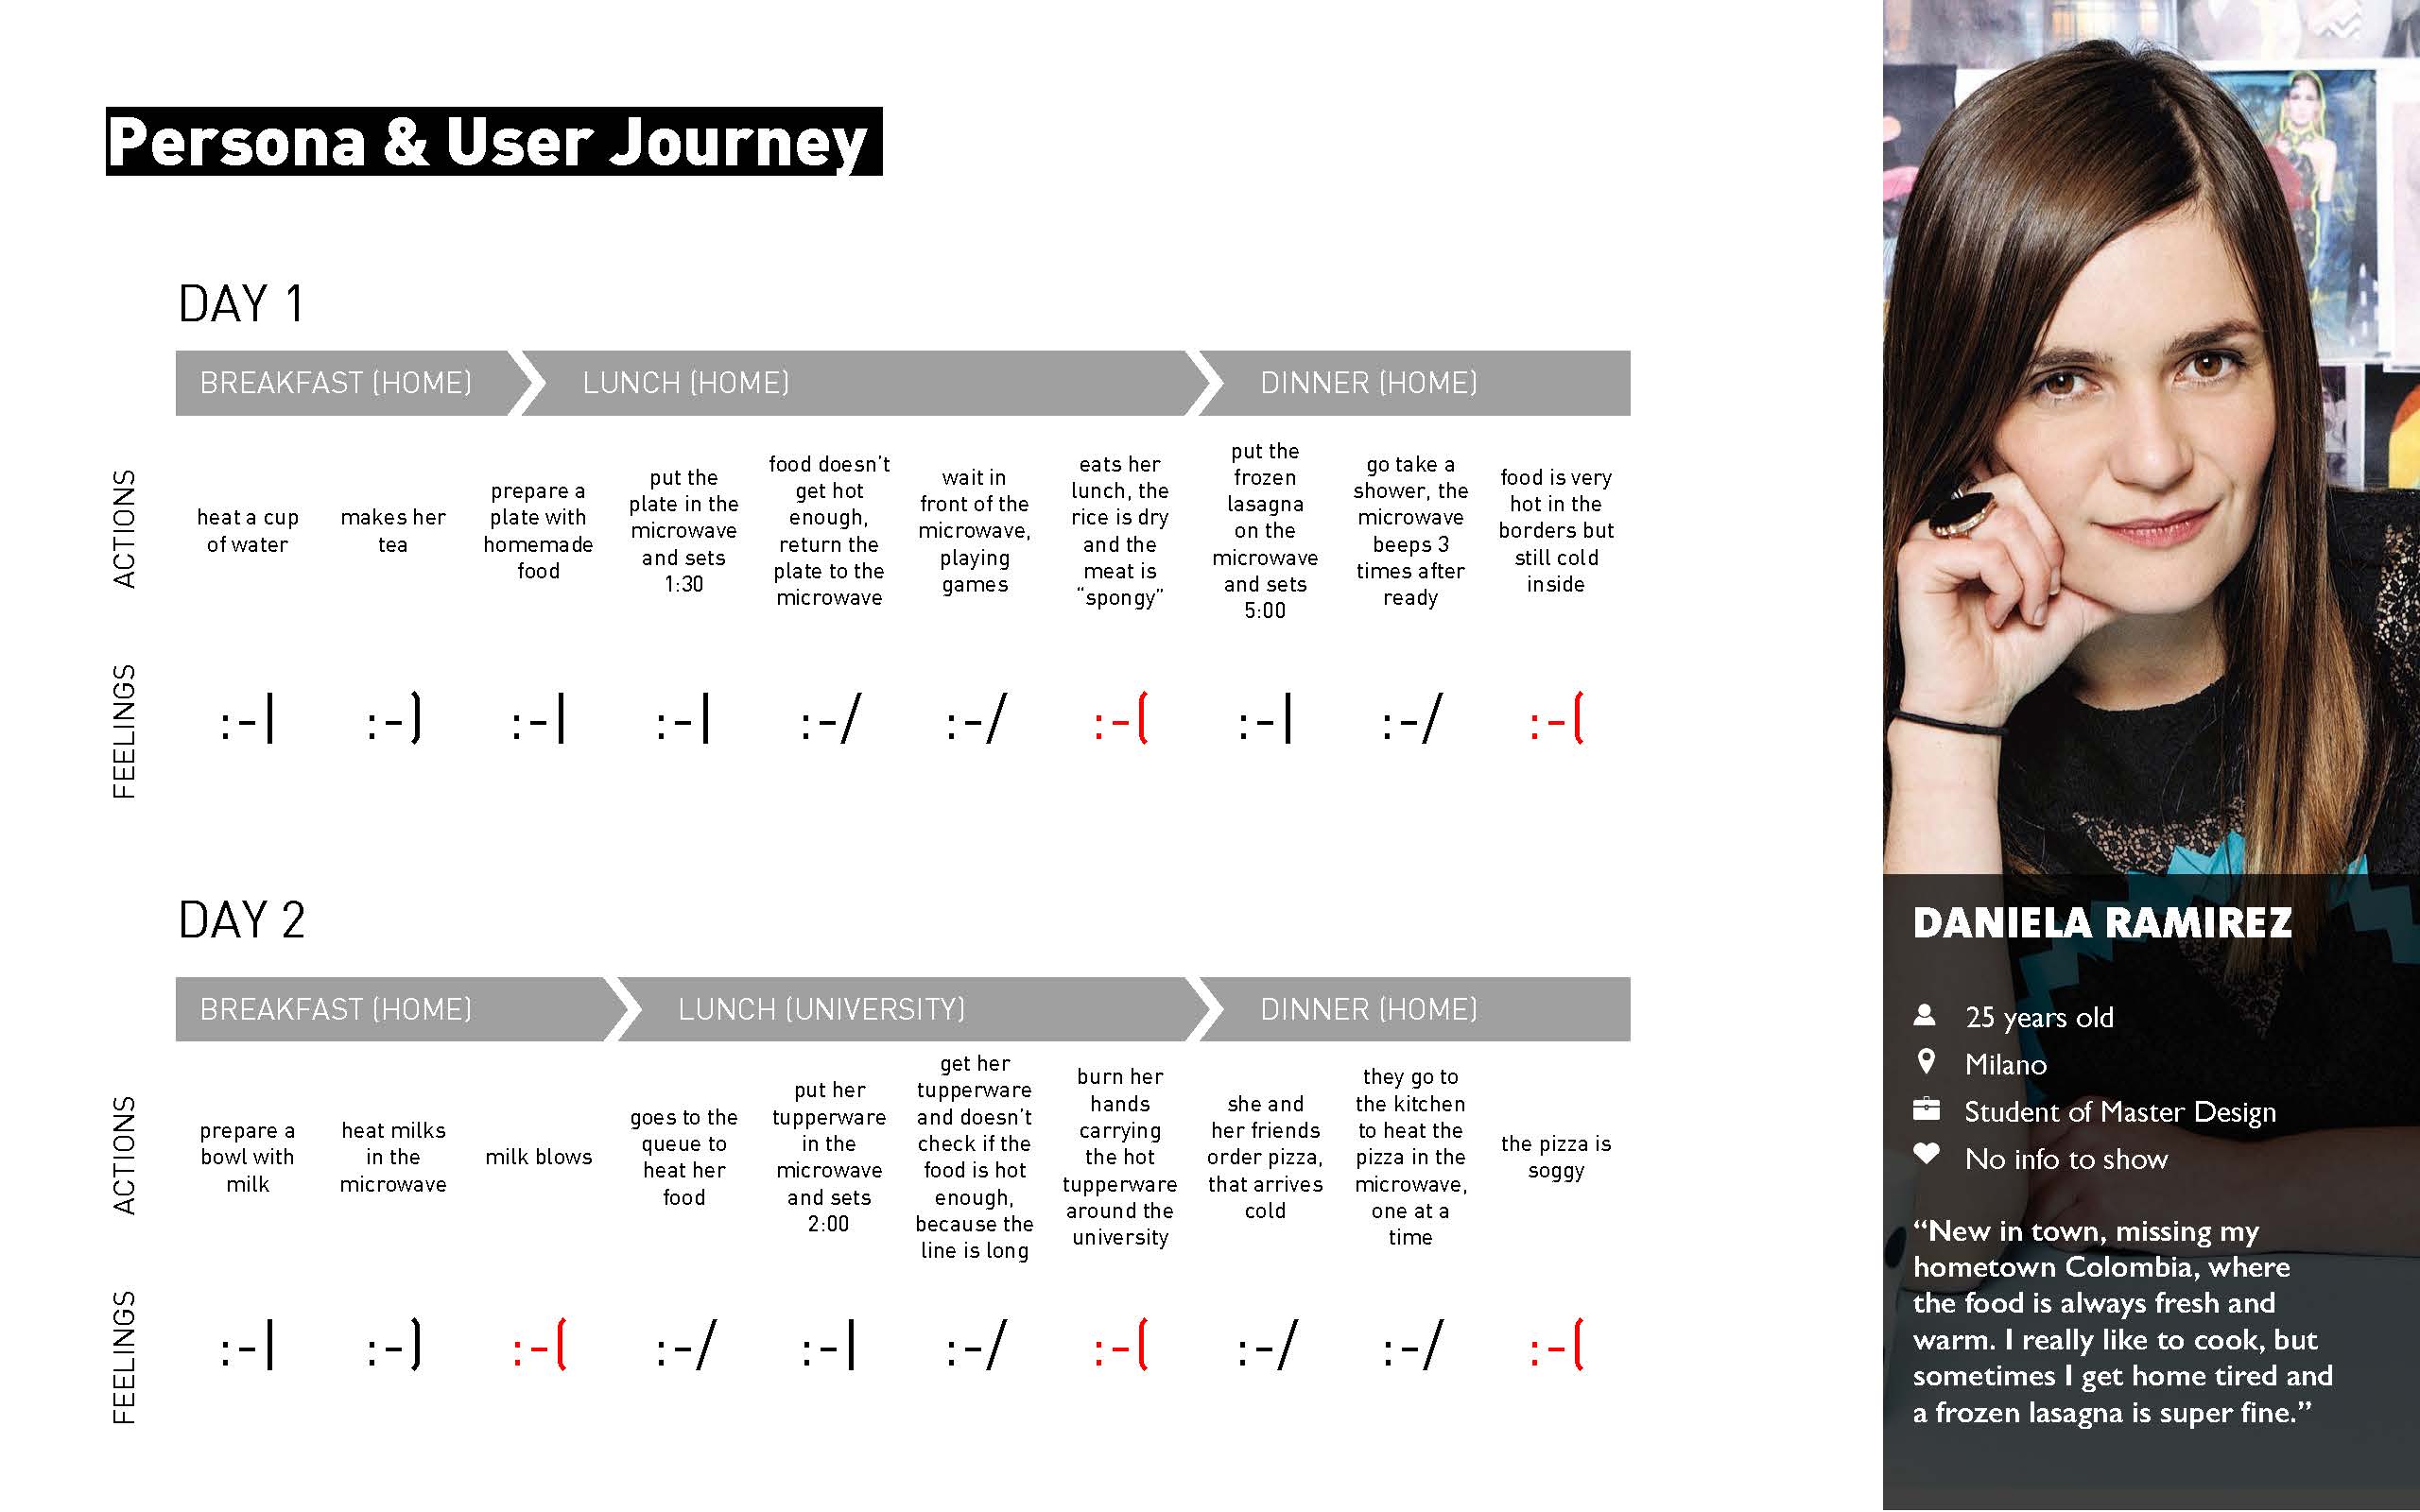 Persona & User Journey
DAY 1
BREAKFAST (HOME)
LUNCH (HOME)
DINNER (HOME)
ACTIONS
heat a cup
of water
makes her
tea
prepare a
plate with
homemade
food
put the
plate in the
microwave
and sets
1:30
food doesn't
get hot
enough,
return the
plate to the
microwave
wait in
front of the
microwave,
playing
games
eats her
lunch, the
rice is dry
and the
meat is
"spongy"
put the
frozen
lasagna
on the
microwave
and sets
5:00
go take a
shower, the
microwave
beeps 3
times after
ready
food is very
hot in the
borders but
still cold
inside
FEELINGS
:-|
:-)
:-|
:-|
:-/
:-/
:-(
:-|
:-/
:-(
DAY 2
BREAKFAST (HOME)
LUNCH (UNIVERSITY)
DINNER (HOME)
ACTIONS
prepare a
bowl with
milk
heat milks
in the
microwave
milk blows
goes to the
queue to
heat her
food
put her
tupperware
in the
microwave
and sets
2:00
get her
tupperware
and doesn't
check if the
food is hot
enough,
because the
line is long
burn her
hands
carrying
the hot
tupperware
around the
university
she and
her friends
order pizza,
that arrives
cold
they go to
the kitchen
to heat the
pizza in the
microwave,
one at a
time
the pizza is
soggy
FEELINGS
:-|
:-)
:-(
:-/
:-|
:-/
:-(
:-/
:-/
:-(
DANIELA RAMIREZ
25 years old
Milano
Student of Master Design
No info to show
“New in town, missing my
hometown Colombia, where
the food is always fresh and
warm. I really like to cook, but
sometimes I get home tired and
a frozen lasagna is super fine.”